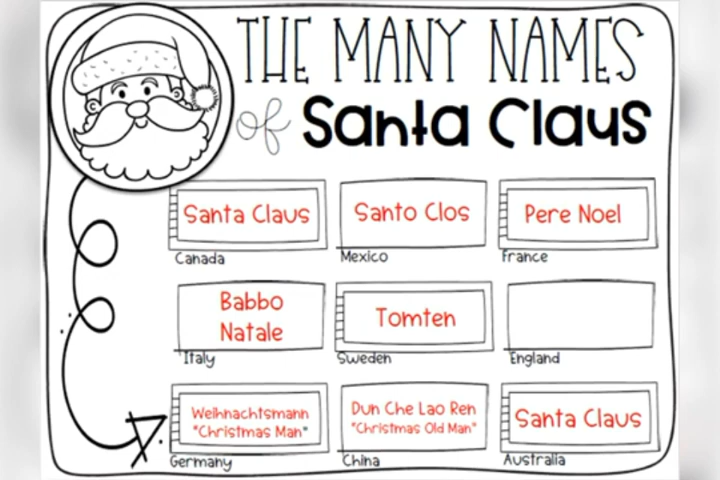 THE MANY NAMES
of Santa Claus
Santa Claus
Santo Clos
Pere Noel
Canada
Mexico
France
Babbo
Natale
Tomten
Italy
Sweden
England
Weihnachtsmann
"Christmas Man"
Dun Che Lao Ren
"Christmas Old Man"
Santa Claus
Germany
China
Australia